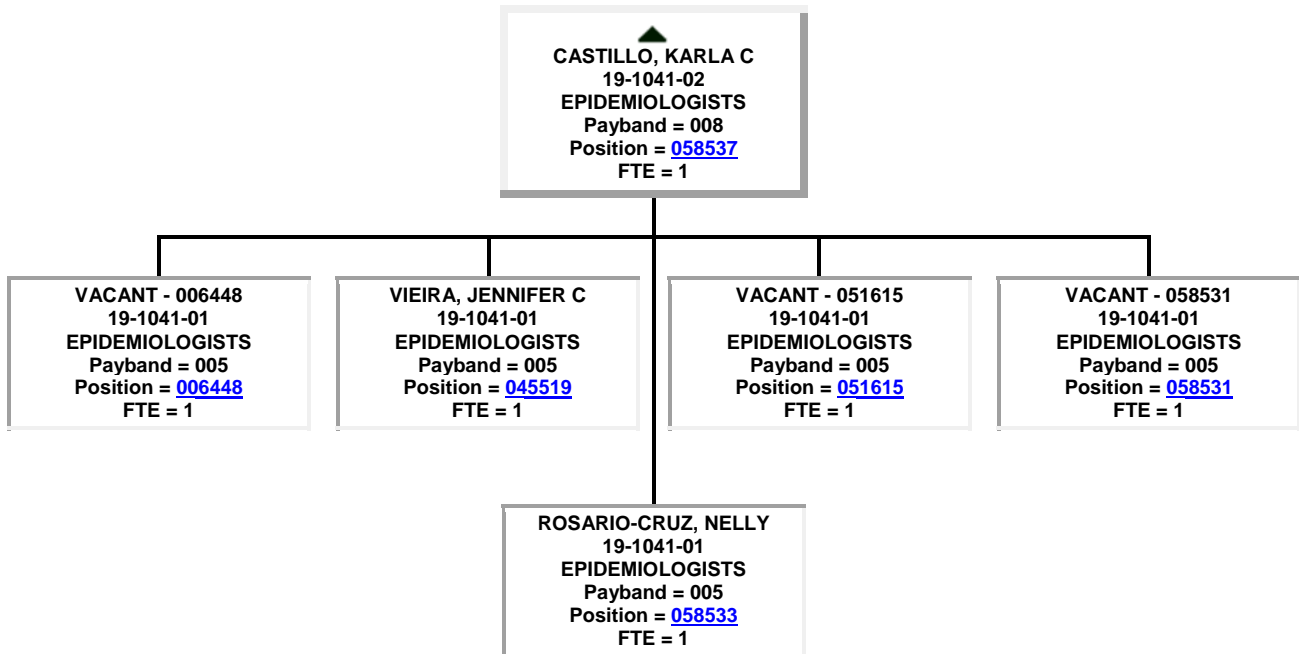 CASTILLO, KARLA C
19-1041-02
EPIDEMIOLOGISTS
Payband = 008
Position = 058537
FTE = 1
VACANT - 006448
19-1041-01
EPIDEMIOLOGISTS
Payband = 005
Position = 006448
FTE = 1
VIEIRA, JENNIFER C
19-1041-01
EPIDEMIOLOGISTS
Payband = 005
Position = 045519
FTE = 1
VACANT - 051615
19-1041-01
EPIDEMIOLOGISTS
Payband = 005
Position = 051615
FTE = 1
VACANT - 058531
19-1041-01
EPIDEMIOLOGISTS
Payband = 005
Position = 058531
FTE = 1
ROSARIO-CRUZ, NELLY
19-1041-01
EPIDEMIOLOGISTS
Payband = 005
Position = 058533
FTE = 1